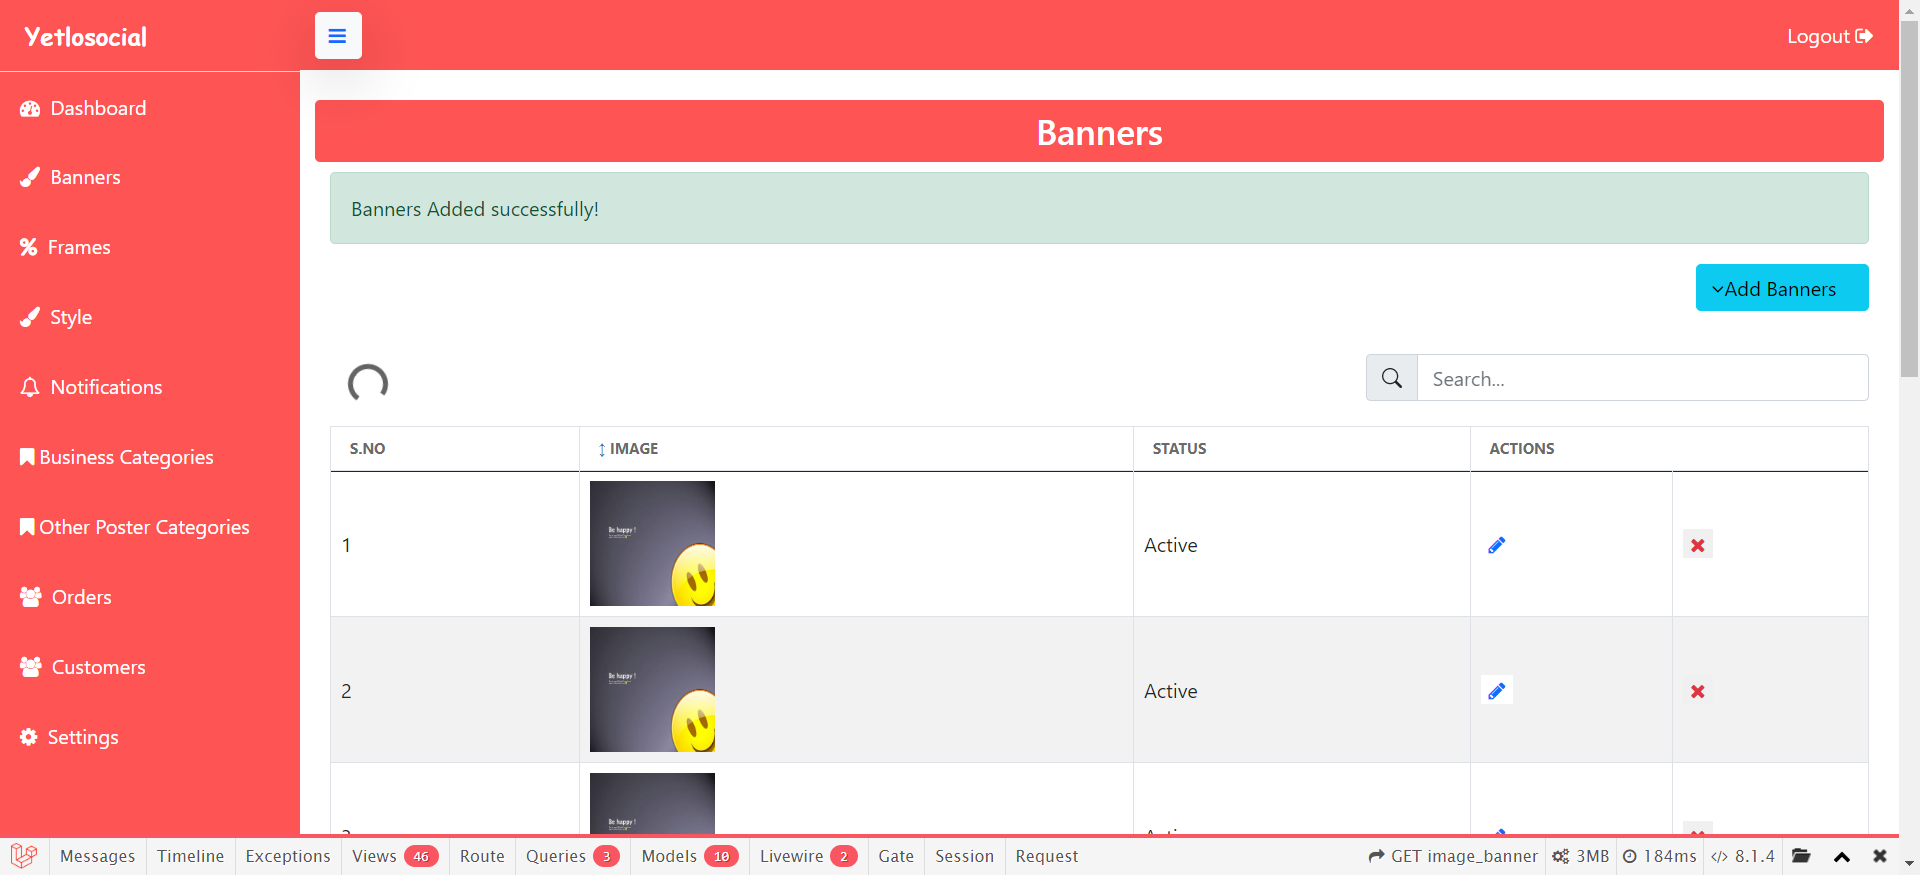 Yetlosocial
Logout
Dashboard
Banners
Frames
Style
Notifications
Business Categories
Other Poster Categories
Orders
Customers
Settings
Banners
Banners Added successfully!
Add Banners
Search...
S.NO IMAGE STATUS ACTIONS
1 Active
Be happy !
2 Active
Be happy !
Be happy !
Messages Timeline Exceptions Views 46 Route Queries 3 Models 10 Livewire 2 Gate Session Request GET image_banner 3MB 184ms 8.1.4